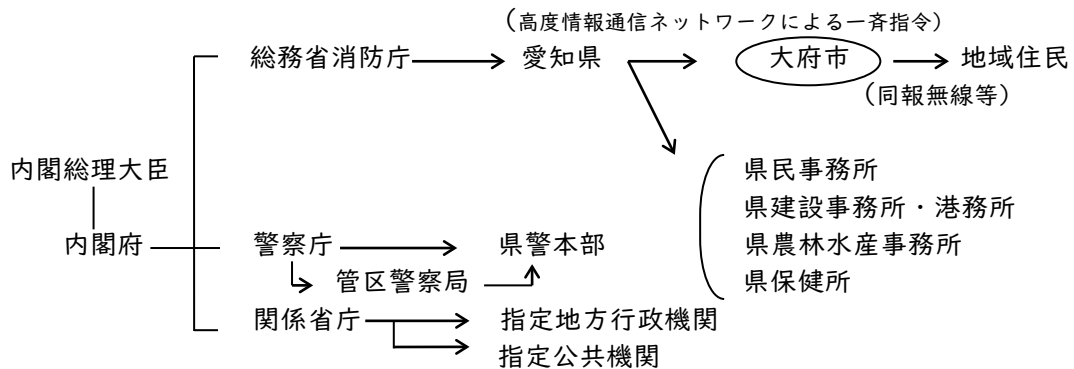 (高度情報通信ネットワークによる一斉指令)
総務省消防庁 愛知県 大府市 地域住民
(同報無線等)
内閣総理大臣
内閣府
県民事務所
県建設事務所・港務所
県農林水産事務所
県保健所
警察庁 県警本部
管区警察局
関係省庁 指定地方行政機関
指定公共機関